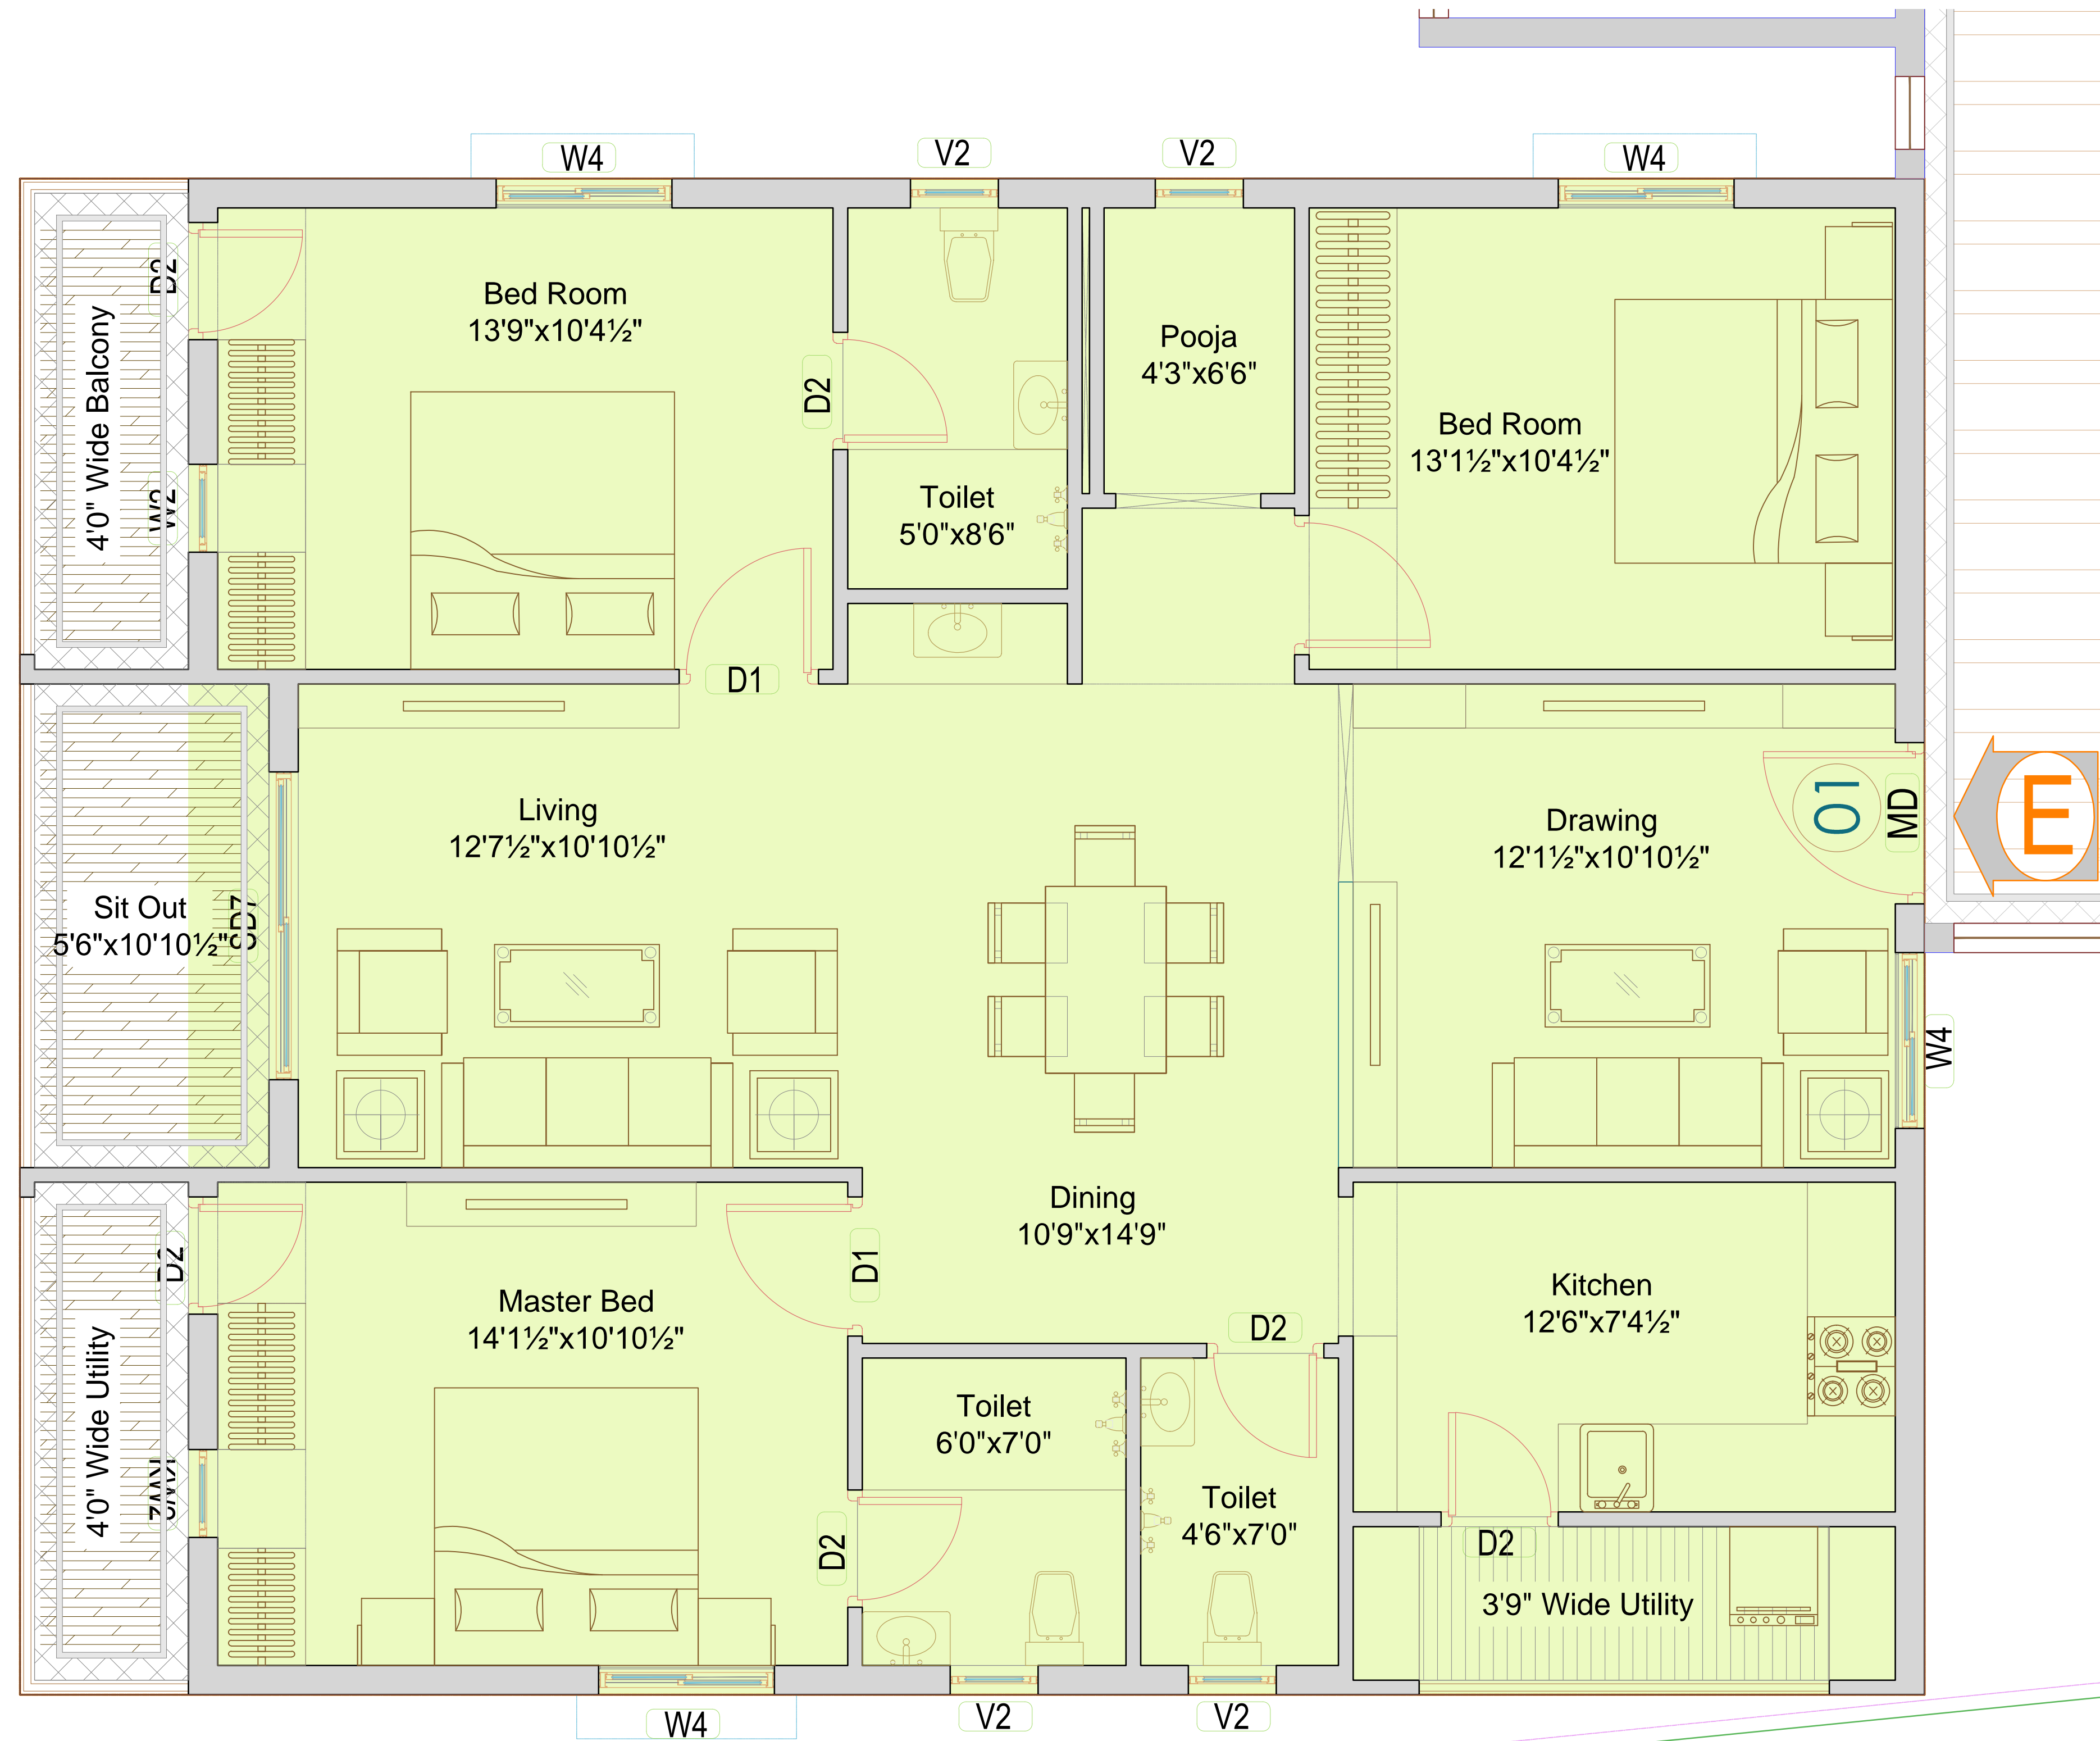 W4
V2
V2
W4
D2
Bed Room
13'9"x10'4½"
4'0" Wide Balcony
D2
Pooja
4'3"x6'6"
Bed Room
13'1½"x10'4½"
W2
Toilet
5'0"x8'6"
D1
Living
12'7½"x10'10½"
Drawing
12'1½"x10'10½"
01
MD
E
Sit Out
5'6"x10'10½"
SD7
W4
Dining
10'9"x14'9"
D2
D1
Master Bed
14'1½"x10'10½"
Kitchen
12'6"x7'4½"
D2
4'0" Wide Utility
Toilet
6'0"x7'0"
KW2
Toilet
4'6"x7'0"
D2
D2
3'9" Wide Utility
W4
V2
V2